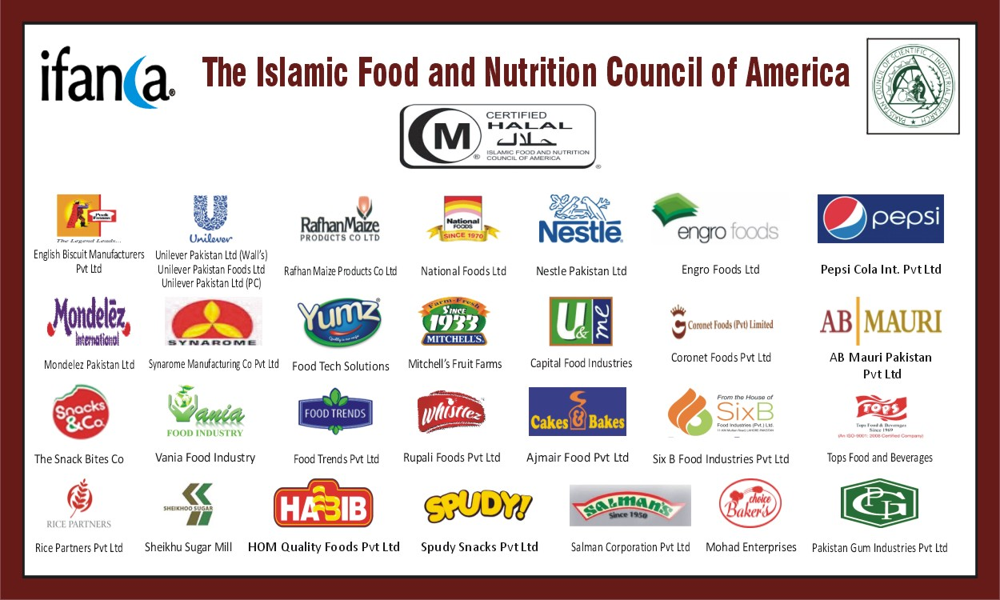 ifanca®
The Islamic Food and Nutrition Council of America
PAKISTAN COUNCIL OF SCIENTIFIC & INDUSTRIAL RESEARCH
M®
CERTIFIED
HALAL
حلال
ISLAMIC FOOD AND NUTRITION
COUNCIL OF AMERICA
®
Peek Freans
The Legend Leads...
English Biscuit Manufacturers
Pvt Ltd
Unilever
Unilever Pakistan Ltd (Wall's)
Unilever Pakistan Foods Ltd
Unilever Pakistan Ltd (PC)
Rafhan Maize
PRODUCTS CO LTD
Rafhan Maize Products Co Ltd
National
FOODS
SINCE 1970
National Foods Ltd
Nestlé
Nestle Pakistan Ltd
engro foods
Engro Foods Ltd
pepsi
Pepsi Cola Int. Pvt Ltd
Mondelēz
International
Mondelez Pakistan Ltd
SYNAROME
Synarome Manufacturing Co Pvt Ltd
Yumz
Food Tech Solutions
Farm-Fresh
SINCE
1933
MITCHELL'S
Mitchell's Fruit Farms
U & me
Capital Food Industries
Coronet Foods (Pvt) Limited
Coronet Foods Pvt Ltd
AB MAURI
AB Mauri Pakistan
Pvt Ltd
Snacks
&Co.
The Snack Bites Co
Vania
FOOD INDUSTRY
Vania Food Industry
FOOD TRENDS
Food Trends Pvt Ltd
Whistlez
Rupali Foods Pvt Ltd
Cakes & Bakes
Ajmair Food Pvt Ltd
From the House of
SixB
Food Industries (Pvt.) Ltd.
11-KM Multan Road, LAHORE-PAKISTAN
Six B Food Industries Pvt Ltd
TOPS
Tops Food & Beverages
Since 1969
(An ISO-9001: 2008 Certified Company)
Tops Food and Beverages
RICE PARTNERS
Rice Partners Pvt Ltd
SHEIKHOO SUGAR
Sheikhu Sugar Mill
HABIB
HOM Quality Foods Pvt Ltd
SPUDY!
Spudy Snacks Pvt Ltd
SALMAN'S
Since 1950
Salman Corporation Pvt Ltd
choice
Baker's
Mohad Enterprises
PGI
Pakistan Gum Industries Pvt Ltd